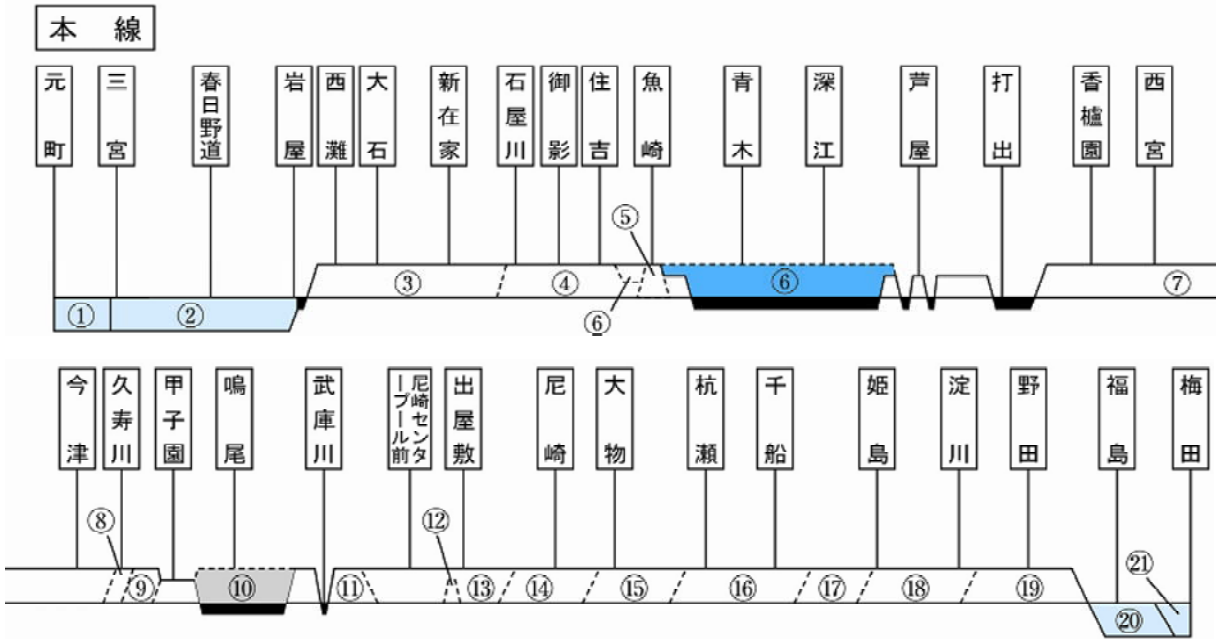 本線
元町
三宮
春日野道
岩屋
西灘
大石
新在家
石屋川
御影
住吉
魚崎
青木
深江
芦屋
打出
香櫨園
西宮
⑤
① ② ③ ④ ⑥ ⑥ ⑦
今津
久寿川
甲子園
鳴尾
武庫川
尼崎センタープール前
出屋敷
尼崎
大物
杭瀬
千船
姫島
淀川
野田
福島
梅田
⑧ ⑫ ㉑
⑨ ⑩ ⑪ ⑬ ⑭ ⑮ ⑯ ⑰ ⑱ ⑲ ⑳